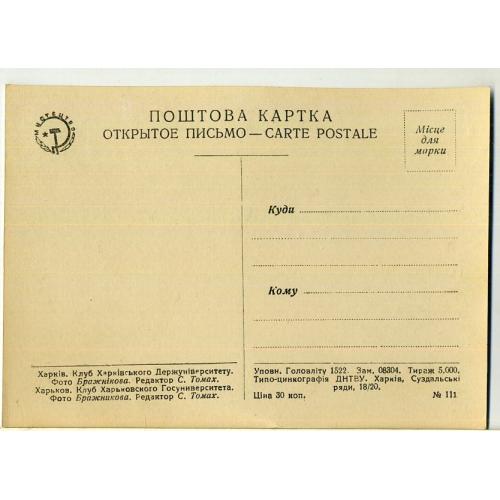 МИСТЕЦТВО
ПОШТОВА КАРТКА
ОТКРЫТОЕ ПИСЬМО — CARTE POSTALE
Місце
для
марки
Куди
Кому
Харків. Клуб Харківського Держуніверситету.
Фото Бражнікова. Редактор С. Томах.
Харьков. Клуб Харьковского Госуниверситета.
Фото Бражникова. Редактор С. Томах.
Уповн. Головліту 1522. Зам. 08304. Тираж 5.000.
Типо-цинкографія ДНТВУ. Харків, Суздальські
ряди, 18/20.
Ціна 30 коп.
№ 111